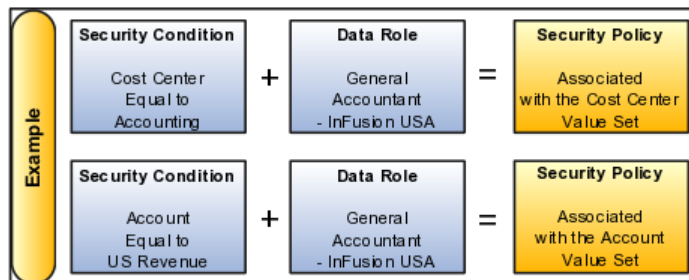 Example
Security Condition
Cost Center
Equal to
Accounting
+
Data Role
General
Accountant
- InFusion USA
=
Security Policy
Associated
with the Cost Center
Value Set
Security Condition
Account
Equal to
US Revenue
+
Data Role
General
Accountant
- InFusion USA
=
Security Policy
Associated
with the Account
Value Set